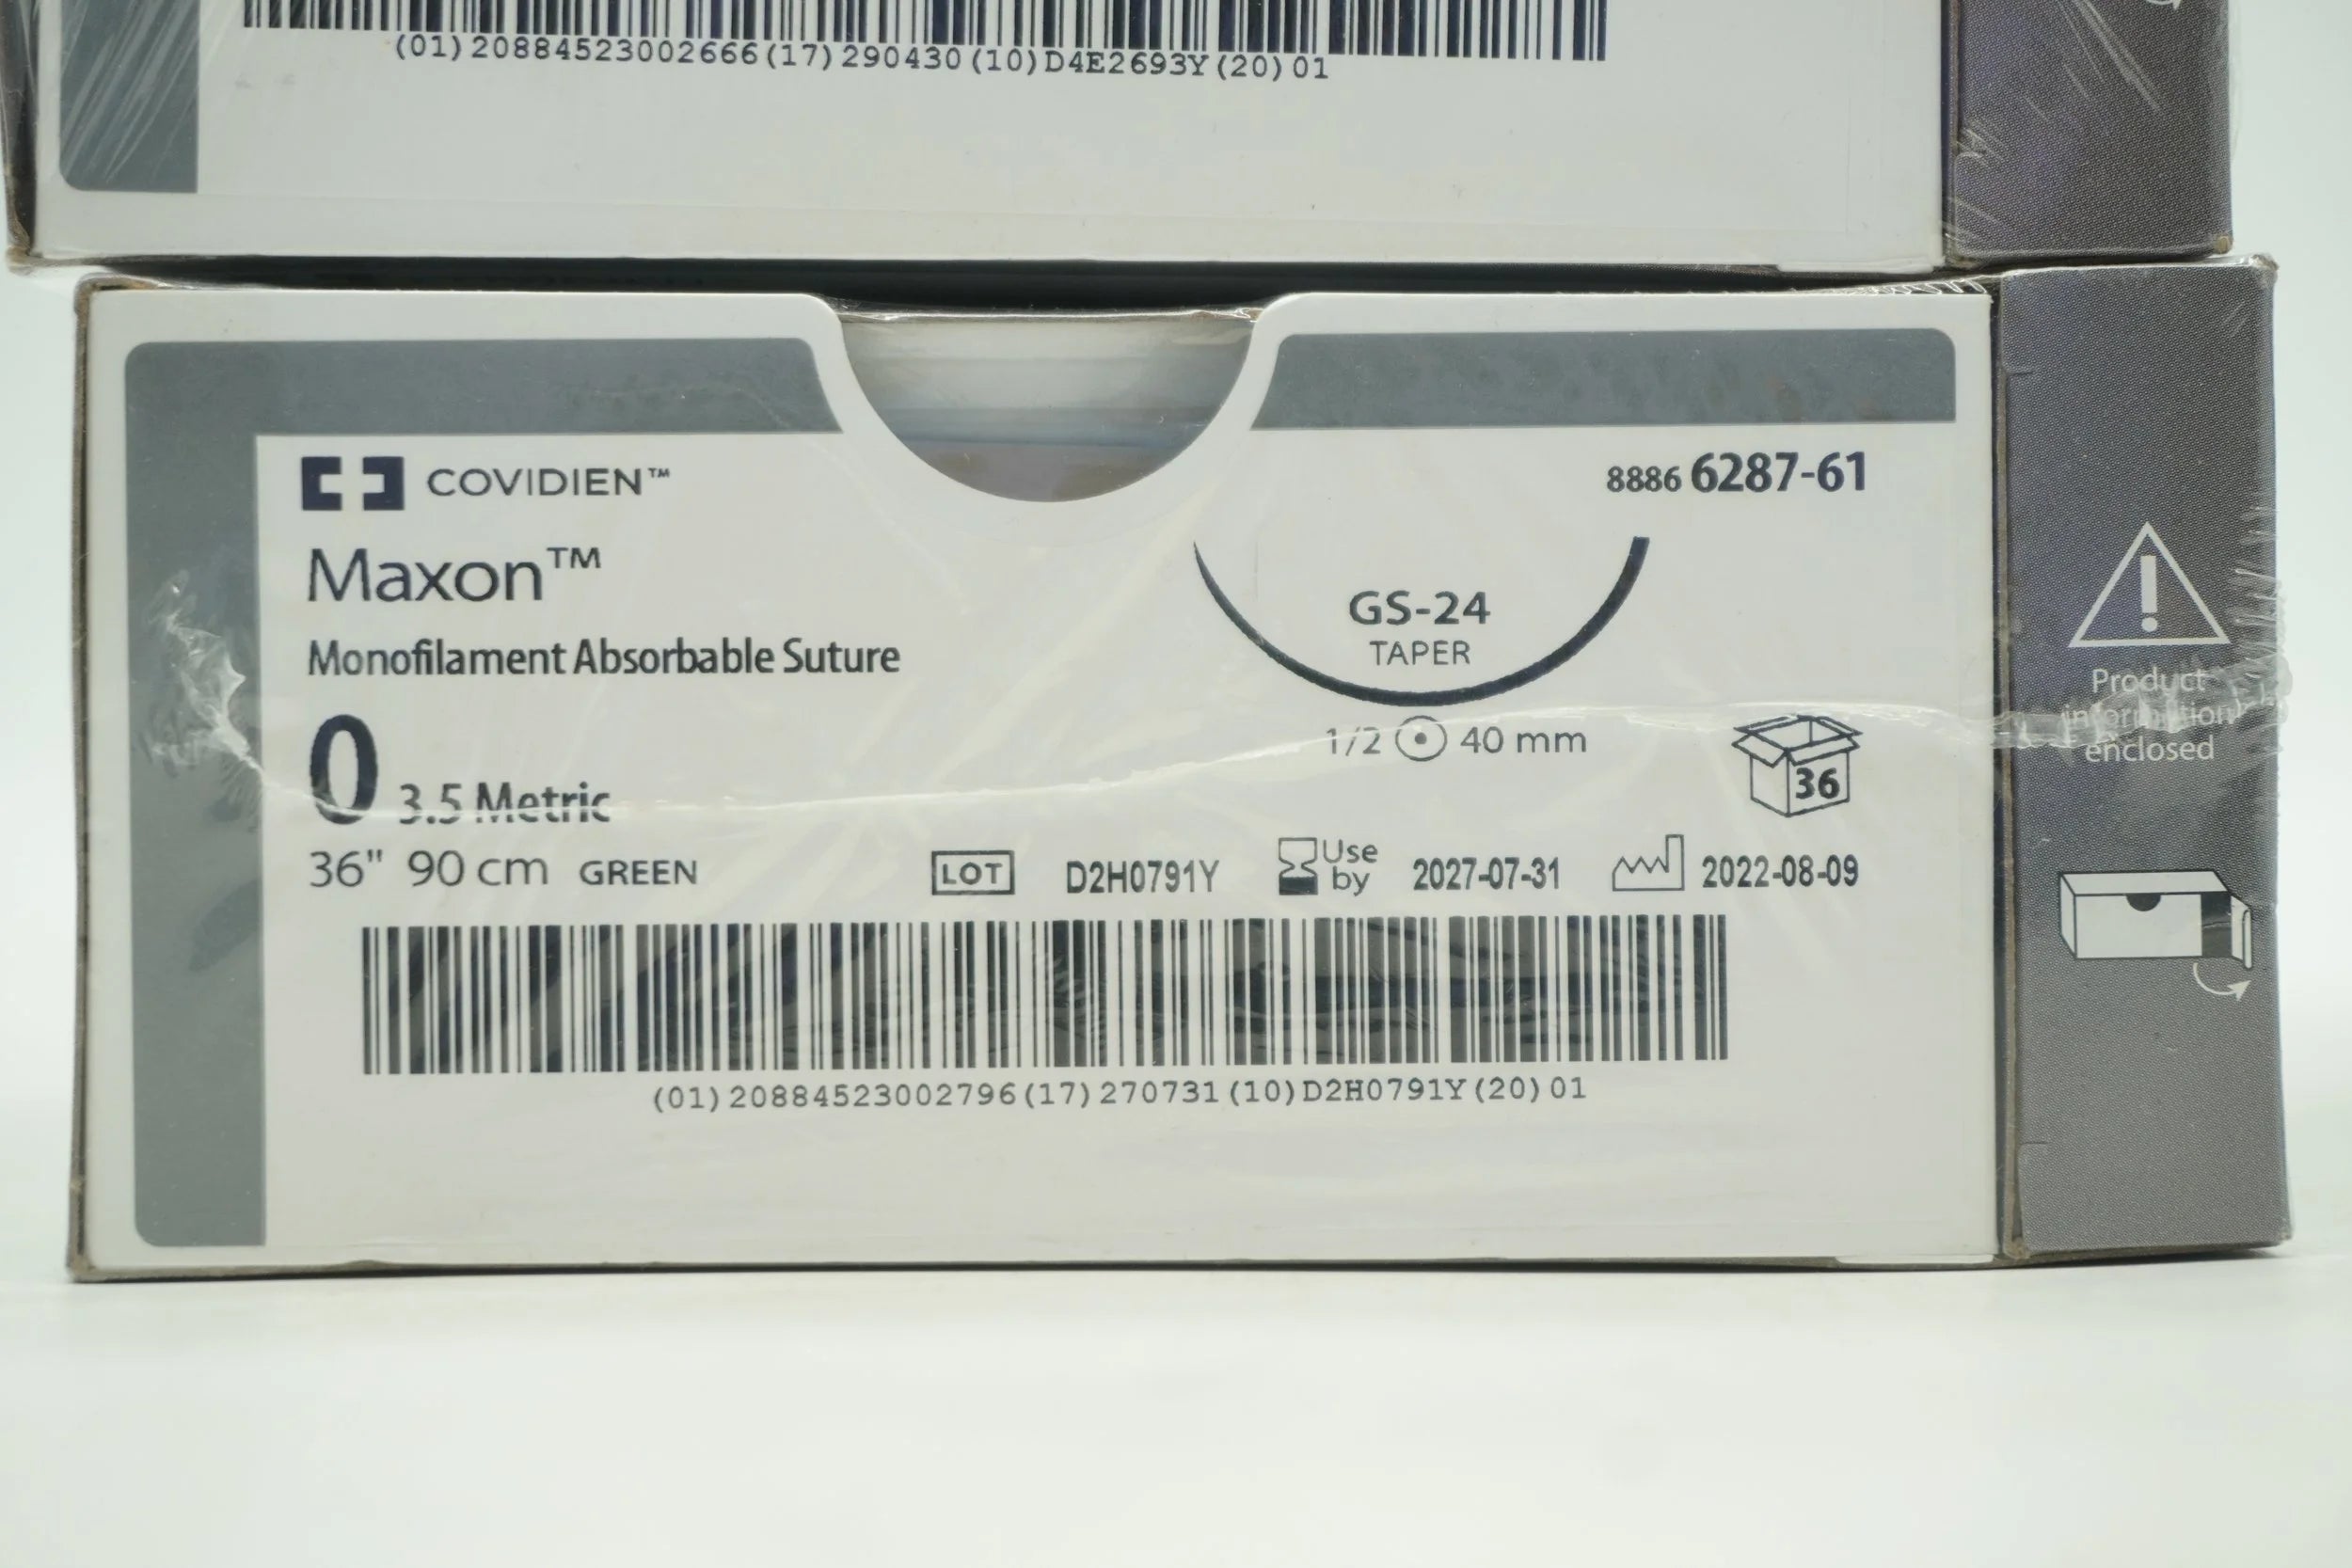 (01)20884523002666(17)290430(10)D4E2693Y(20)01
COVIDIEN™
8886 6287-61
Maxon™
Monofilament Absorbable Suture
GS-24
TAPER
1/2 40 mm
0 3.5 Metric
36
36" 90 cm GREEN
LOT D2H0791Y Use by 2027-07-31 2022-08-09
(01)20884523002796(17)270731(10)D2H0791Y(20)01
!
Product
information
enclosed